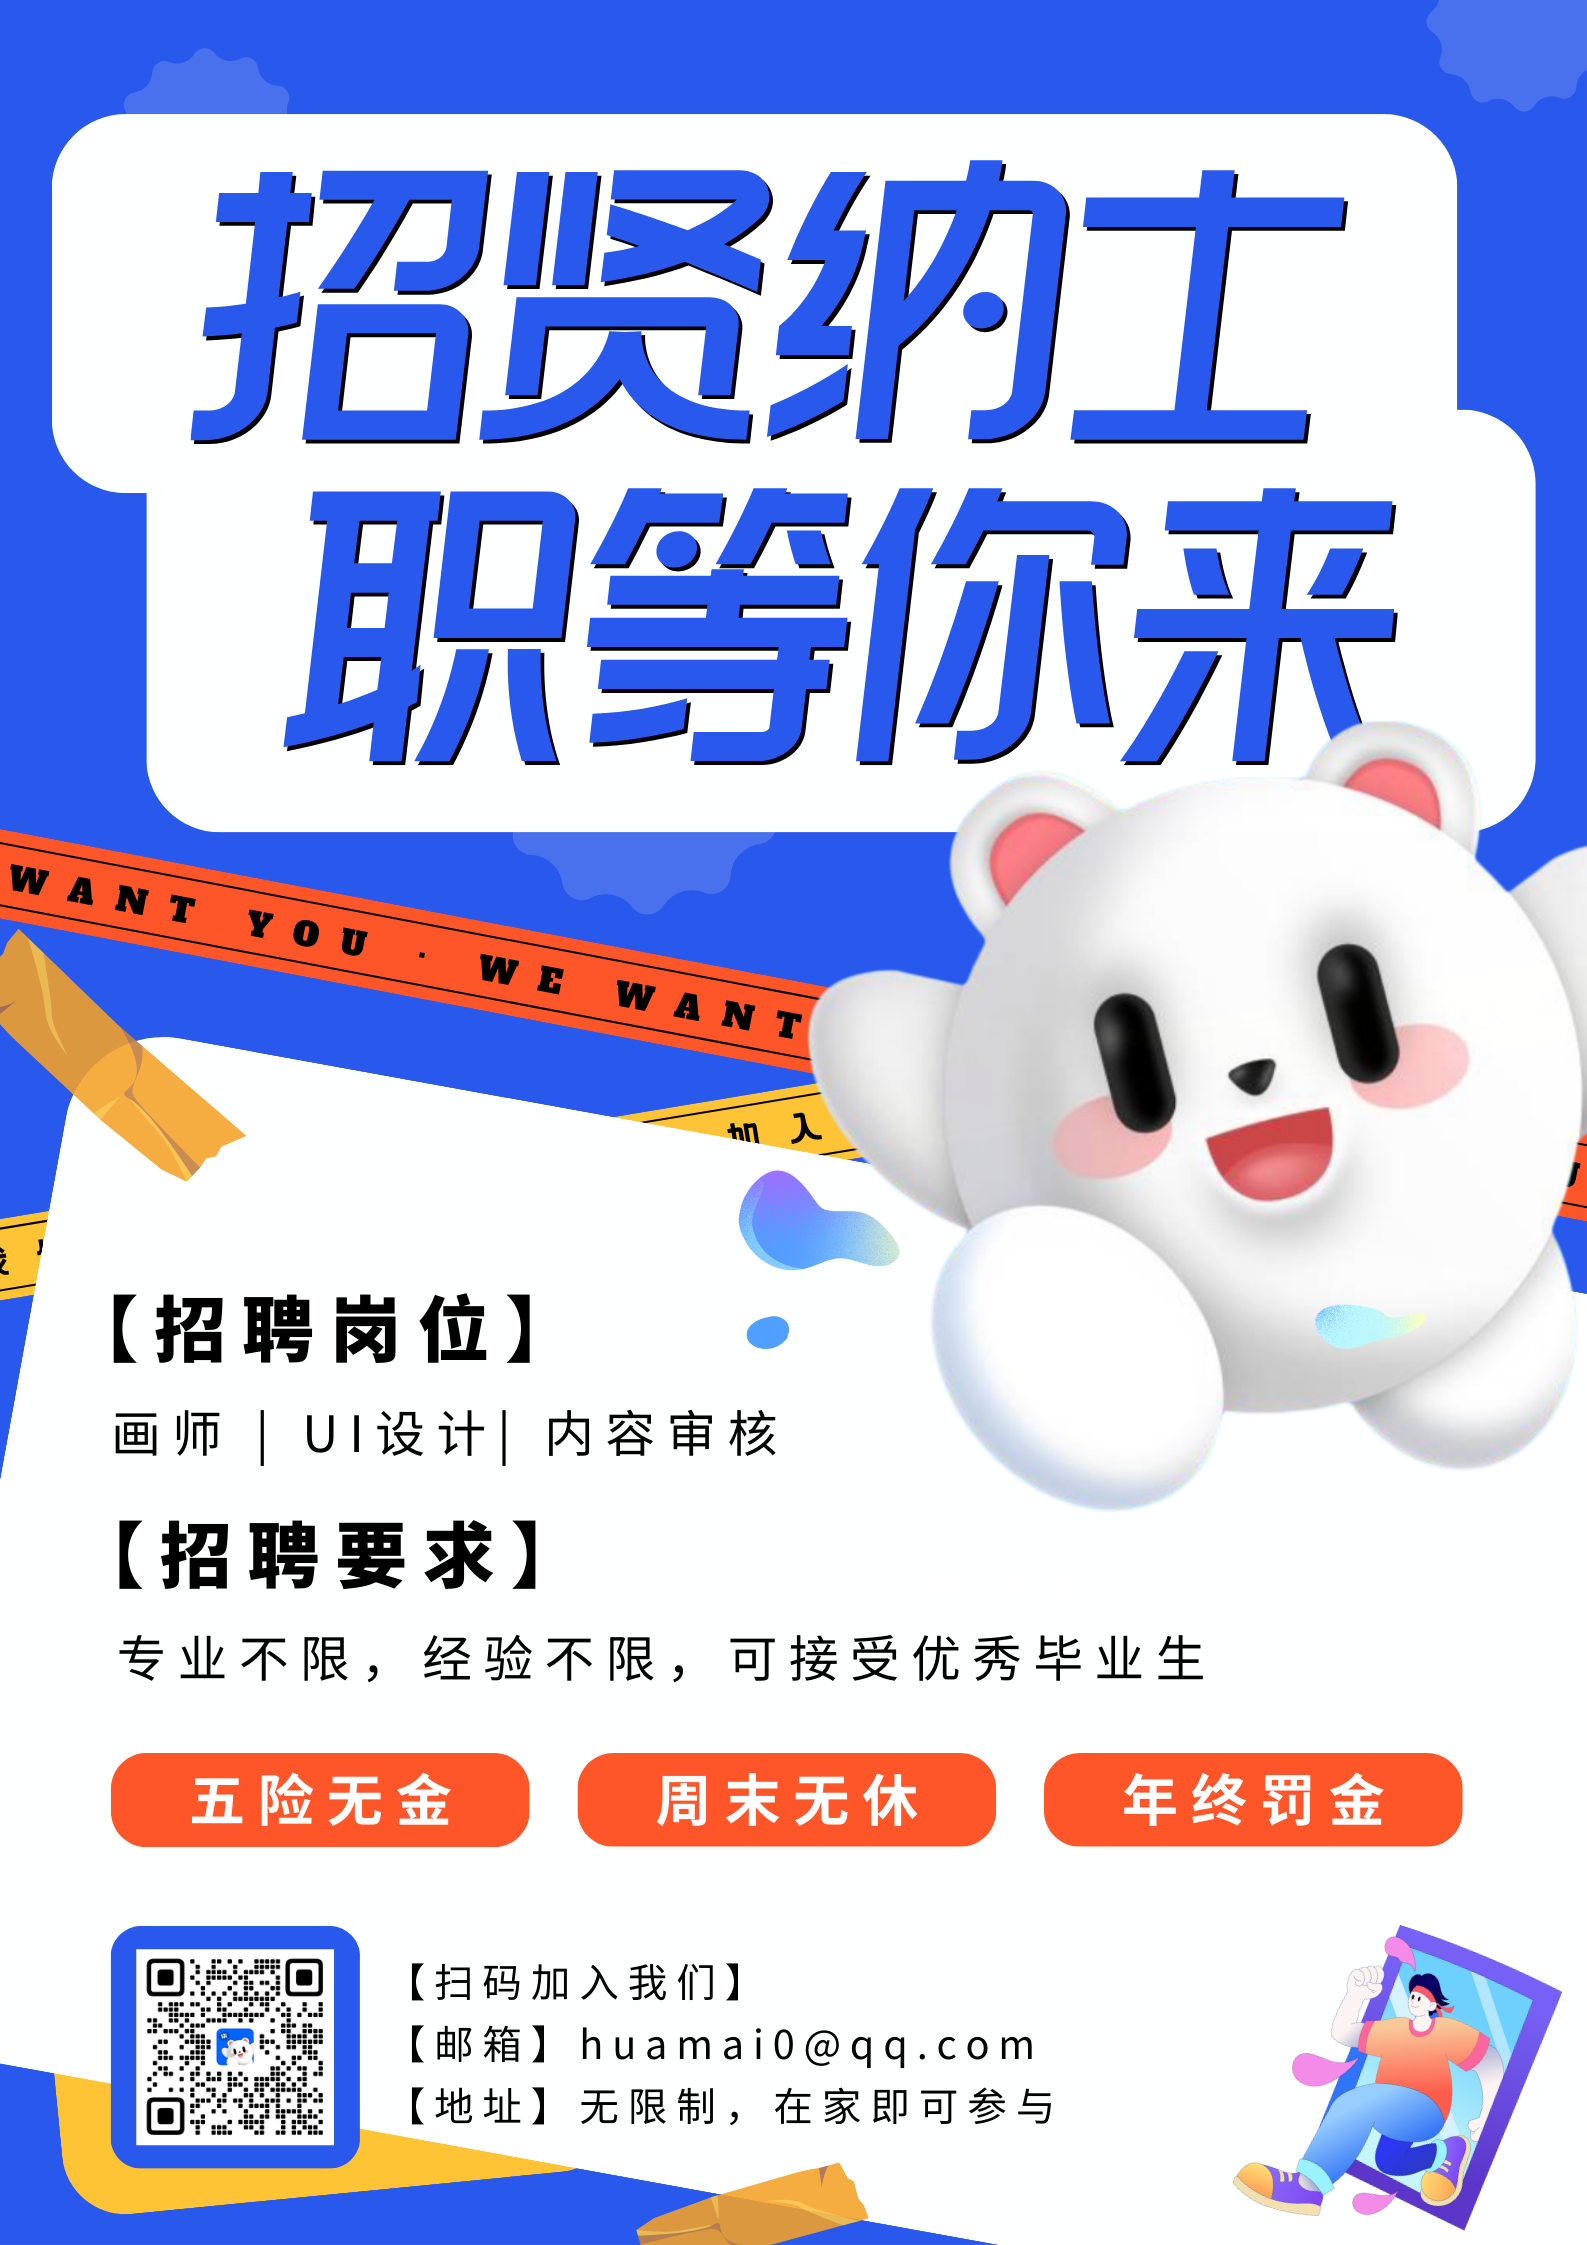 招贤纳士
职等你来
WANT YOU · WE WANT
加入
【招聘岗位】
画师 | UI设计| 内容审核
【招聘要求】
专业不限，经验不限，可接受优秀毕业生
五险无金
周末无休
年终罚金
【扫码加入我们】
【邮箱】huamai0@qq.com
【地址】无限制，在家即可参与